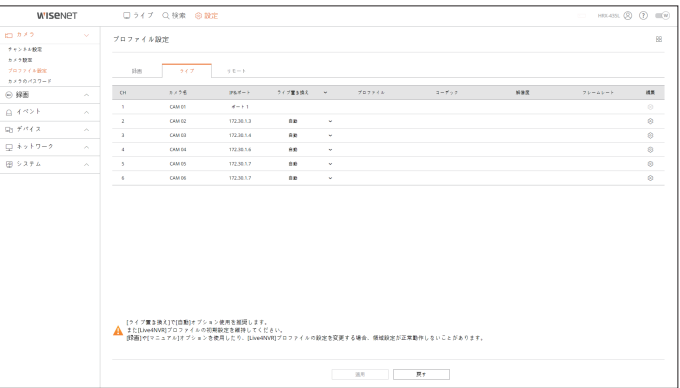 WISENET
ライブ 検索 設定
HRX-435L
カメラ
チャンネル設定
カメラ設定
プロファイル設定
カメラのパスワード
録画
イベント
デバイス
ネットワーク
システム
プロファイル設定
録画 ライブ リモート
CH カメラ名 IP&ポート ライブ置き換え プロファイル コーデック 解像度 フレームレート 編集
1 CAM 01 ポート 1
2 CAM 02 172.30.1.3 自動
3 CAM 03 172.30.1.4 自動
4 CAM 04 172.30.1.6 自動
5 CAM 05 172.30.1.7 自動
6 CAM 06 172.30.1.7 自動
[ライブ置き換え]で[自動]オプション使用を推奨します。
また[Live4NVR]プロファイルの初期設定を維持してください。
[録画]や[マニュアル]オプションを使用したり、[Live4NVR]プロファイルの設定を変更する場合、領域設定が正常動作しないことがあります。
適用 戻す